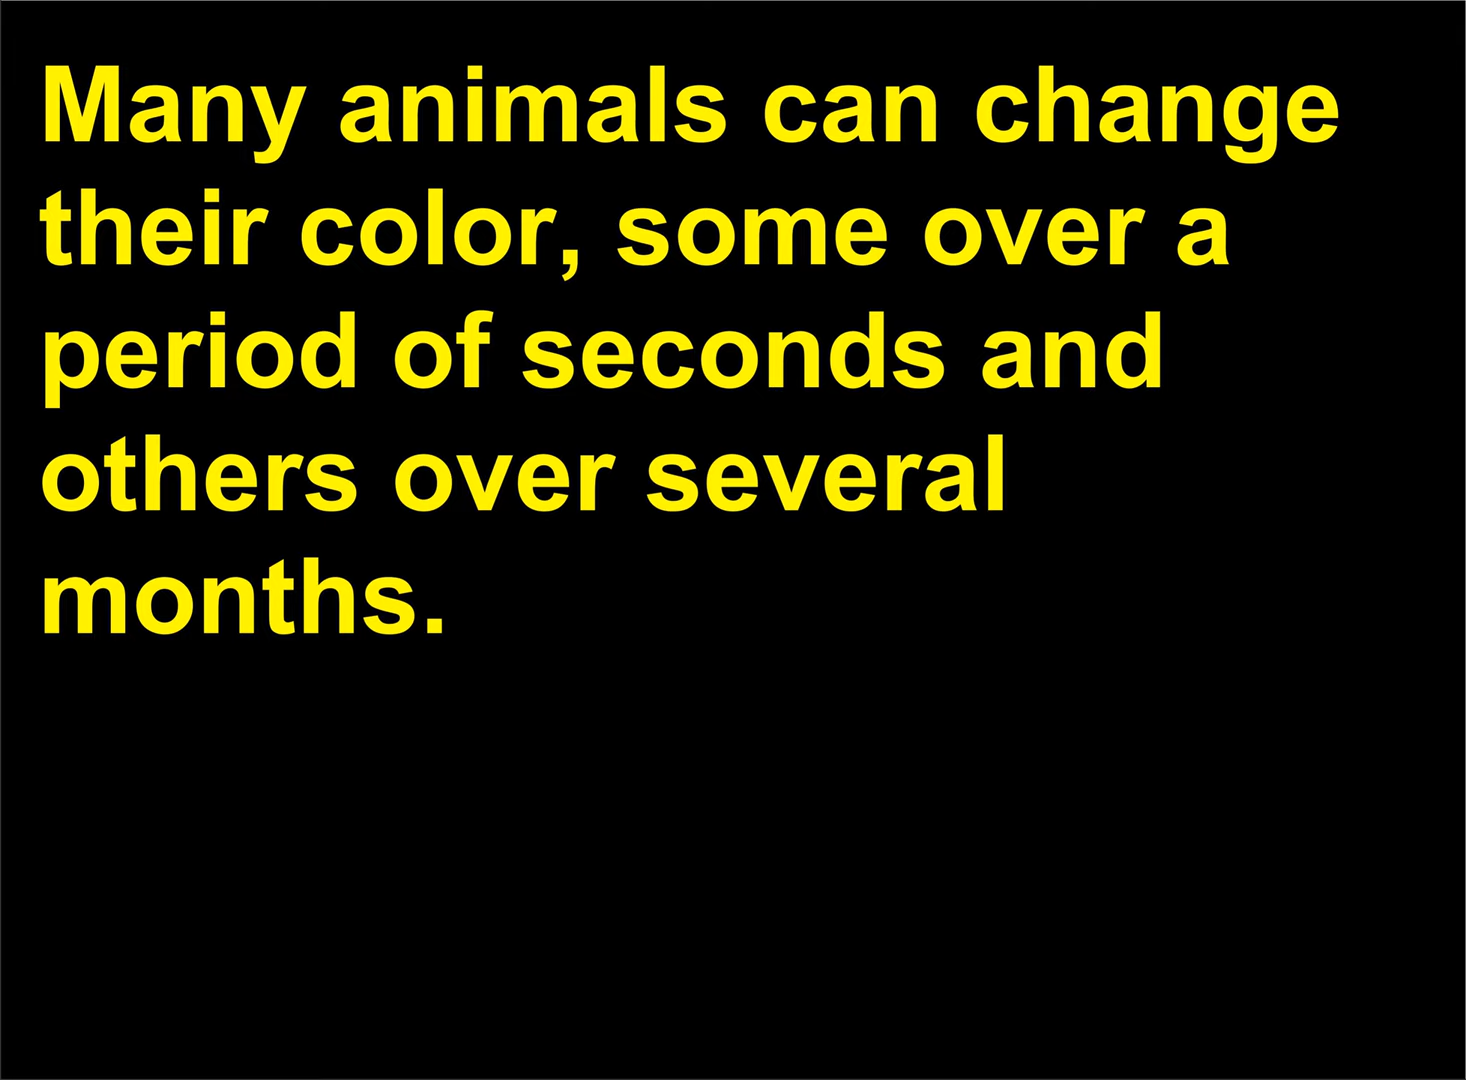 Many animals can change
their color, some over a
period of seconds and
others over several
months.